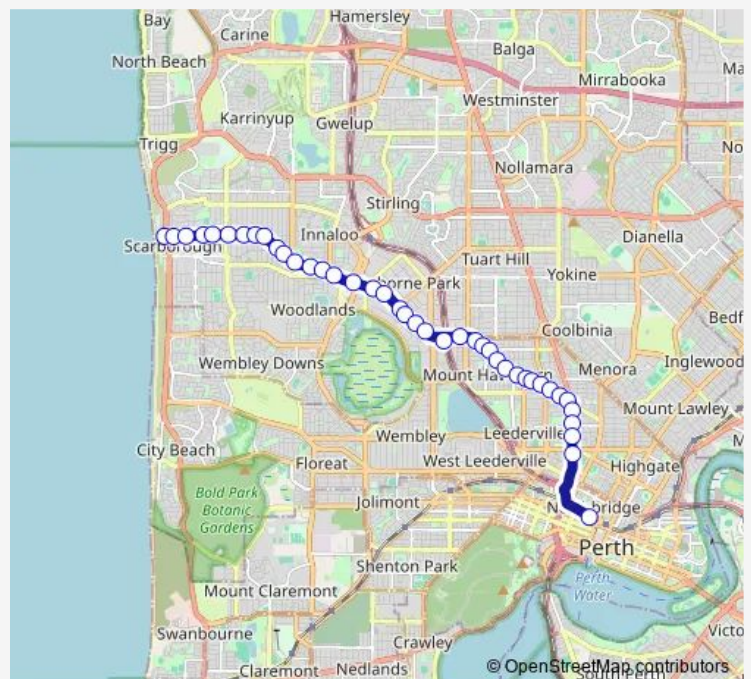 Hamersley
Bay
Carine
Balga
North Beach
Mirrabooka
Westminster
Karrinyup
Gwelup
Trigg
Nollamara
Stirling
Innaloo
Dianella
Scarborough
Tuart Hill
Yokine
Woodlands
Coolbinia
Wembley Downs
Menora
Inglewood
Mount Lawley
Wembley
Leederville
City Beach
Floreat
West Leederville
Highgate
Bold Park
Botanic
Gardens
Jolimont
Perth
Shenton Park
Perth
Water
Mount Claremont
Swanbourne
Crawley
Claremont
Nedlands
South Perth
© OpenStreetMap contributors